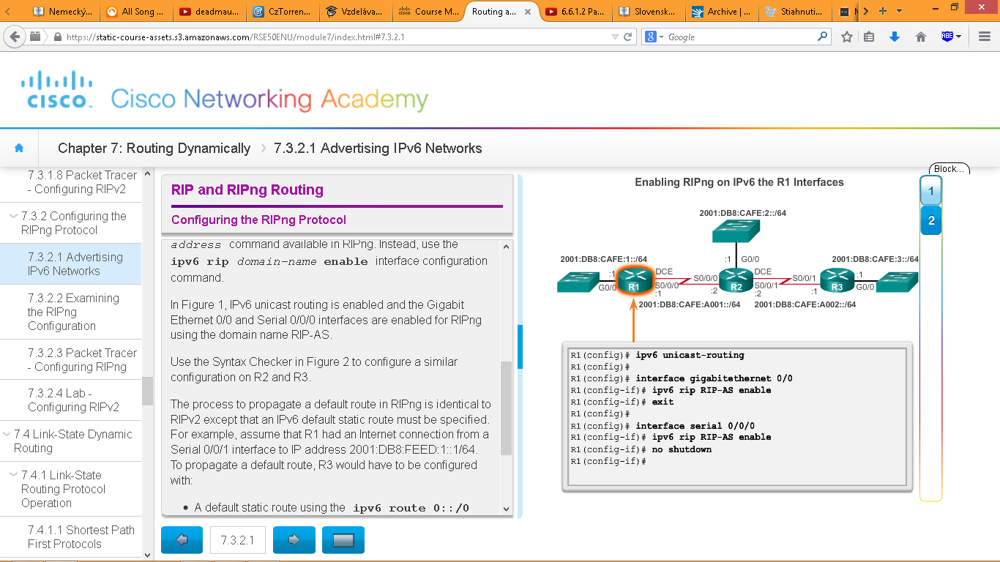 Nemecký...
All Song ...
deadmau...
CzTorren...
Vzdeláva...
Course M...
Routing a...
6.6.1.2 Pa...
Slovensk...
Archive | ...
Stiahnuti...
https://static-course-assets.s3.amazonaws.com/RSE50ENU/module7/index.html#7.3.2.1
Google
ABE
CISCO Cisco Networking Academy
Chapter 7: Routing Dynamically 7.3.2.1 Advertising IPv6 Networks
7.3.1.8 Packet Tracer
- Configuring RIPv2
7.3.2 Configuring the
RIPng Protocol
7.3.2.1 Advertising
IPv6 Networks
7.3.2.2 Examining
the RIPng
Configuration
7.3.2.3 Packet Tracer
- Configuring RIPng
7.3.2.4 Lab -
Configuring RIPv2
7.4 Link-State Dynamic
Routing
7.4.1 Link-State
Routing Protocol
Operation
7.4.1.1 Shortest Path
First Protocols
RIP and RIPng Routing
Configuring the RIPng Protocol
address command available in RIPng. Instead, use the
ipv6 rip domain-name enable interface configuration
command.
In Figure 1, IPv6 unicast routing is enabled and the Gigabit
Ethernet 0/0 and Serial 0/0/0 interfaces are enabled for RIPng
using the domain name RIP-AS.
Use the Syntax Checker in Figure 2 to configure a similar
configuration on R2 and R3.
The process to propagate a default route in RIPng is identical to
RIPv2 except that an IPv6 default static route must be specified.
For example, assume that R1 had an Internet connection from a
Serial 0/0/1 interface to IP address 2001:DB8:FEED:1::1/64.
To propagate a default route, R3 would have to be configured
with:
• A default static route using the ipv6 route 0::/0
7.3.2.1
Block...
1
2
Enabling RIPng on IPv6 the R1 Interfaces
2001:DB8:CAFE:2::/64
:1 G0/0
2001:DB8:CAFE:1::/64
2001:DB8:CAFE:3::/64
:1
G0/0
R1
DCE
S0/0/0
:1
S0/0/0
:2
R2
DCE
S0/0/1
:2
S0/0/1
:1
R3
:1
G0/0
2001:DB8:CAFE:A001::/64
2001:DB8:CAFE:A002::/64
R1(config)# ipv6 unicast-routing
R1(config)#
R1(config)# interface gigabitethernet 0/0
R1(config-if)# ipv6 rip RIP-AS enable
R1(config-if)# exit
R1(config)#
R1(config)# interface serial 0/0/0
R1(config-if)# ipv6 rip RIP-AS enable
R1(config-if)# no shutdown
R1(config-if)#